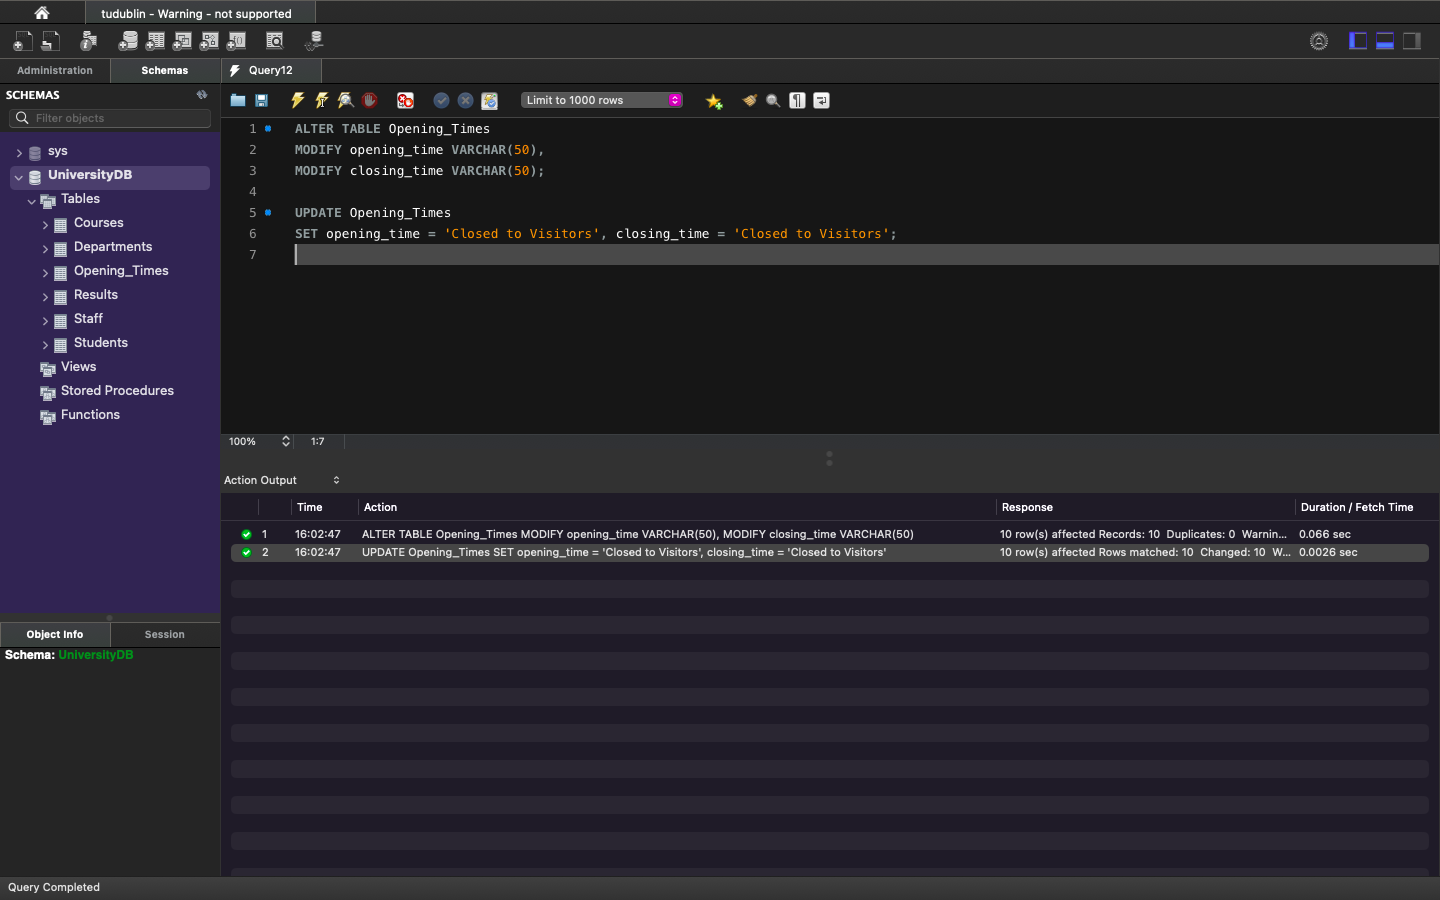 tudublin - Warning - not supported
Administration
Schemas
Query12
SCHEMAS
Filter objects
sys
UniversityDB
Tables
Courses
Departments
Opening_Times
Results
Staff
Students
Views
Stored Procedures
Functions
Limit to 1000 rows
1 ALTER TABLE Opening_Times
2 MODIFY opening_time VARCHAR(50),
3 MODIFY closing_time VARCHAR(50);
4
5 UPDATE Opening_Times
6 SET opening_time = 'Closed to Visitors', closing_time = 'Closed to Visitors';
7
100% 1:7
Action Output
Time Action Response Duration / Fetch Time
1 16:02:47 ALTER TABLE Opening_Times MODIFY opening_time VARCHAR(50), MODIFY closing_time VARCHAR(50) 10 row(s) affected Records: 10 Duplicates: 0 Warnin... 0.066 sec
2 16:02:47 UPDATE Opening_Times SET opening_time = 'Closed to Visitors', closing_time = 'Closed to Visitors' 10 row(s) affected Rows matched: 10 Changed: 10 W... 0.0026 sec
Object Info Session
Schema: UniversityDB
Query Completed